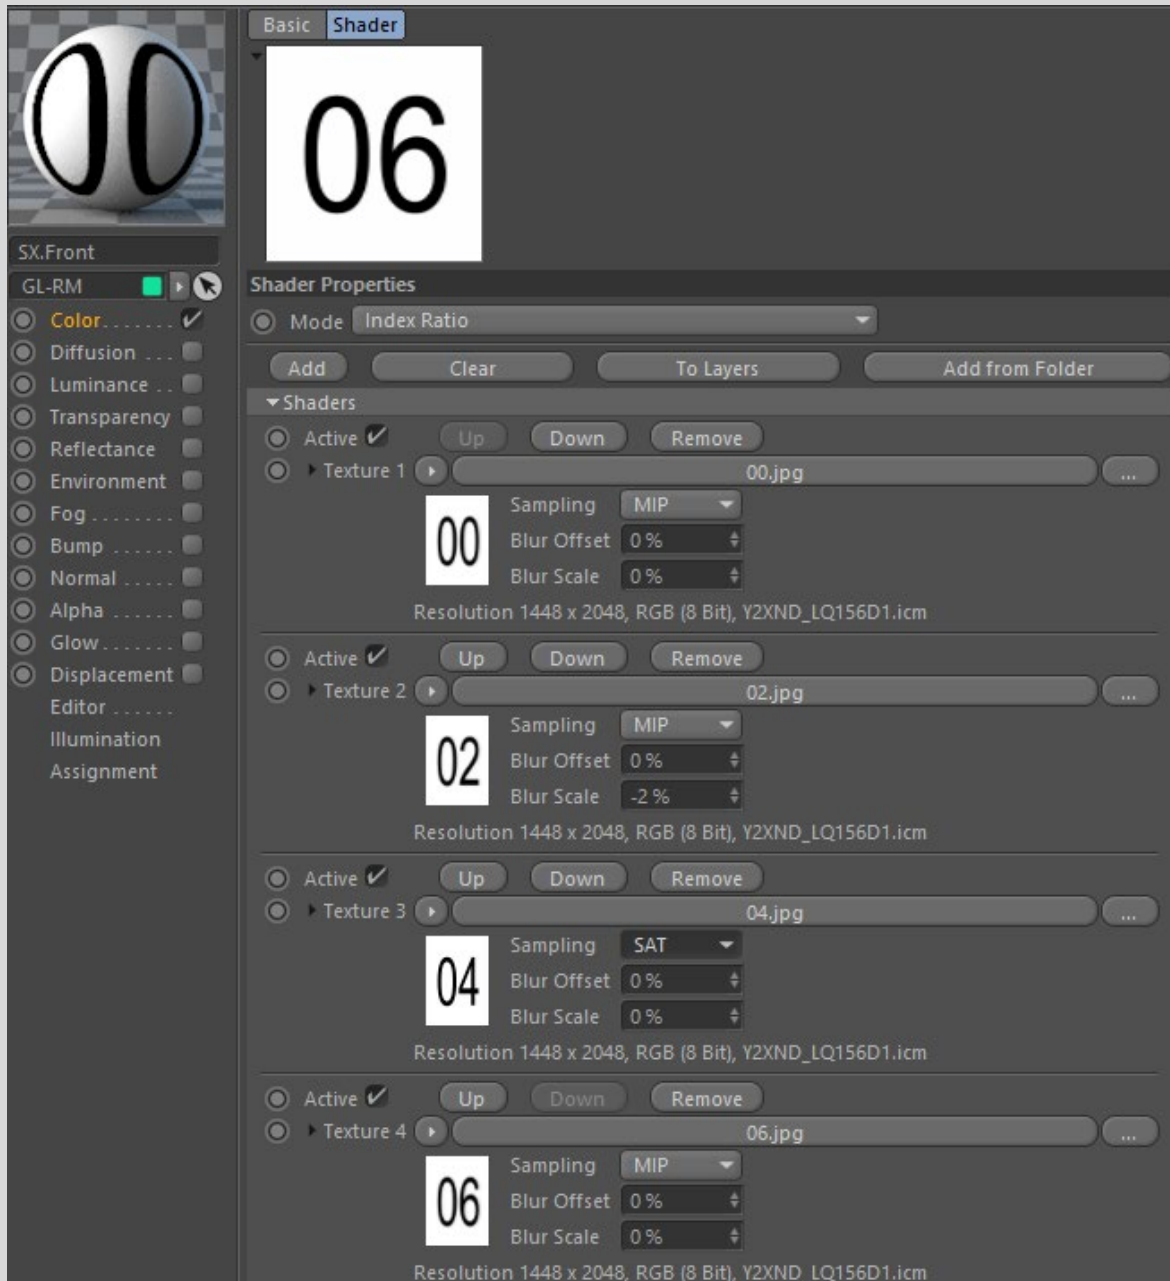 Basic Shader
06
SX.Front
GL-RM
Color.......
Diffusion ...
Luminance ..
Transparency
Reflectance
Environment
Fog........
Bump ......
Normal .....
Alpha ......
Glow.......
Displacement
Editor ......
Illumination
Assignment
Shader Properties
Mode Index Ratio
Add Clear To Layers Add from Folder
Shaders
Active Up Down Remove
Texture 1 00.jpg ...
00
Sampling MIP
Blur Offset 0 %
Blur Scale 0 %
Resolution 1448 x 2048, RGB (8 Bit), Y2XND_LQ156D1.icm
Active Up Down Remove
Texture 2 02.jpg ...
02
Sampling MIP
Blur Offset 0 %
Blur Scale -2 %
Resolution 1448 x 2048, RGB (8 Bit), Y2XND_LQ156D1.icm
Active Up Down Remove
Texture 3 04.jpg ...
04
Sampling SAT
Blur Offset 0 %
Blur Scale 0 %
Resolution 1448 x 2048, RGB (8 Bit), Y2XND_LQ156D1.icm
Active Up Down Remove
Texture 4 06.jpg ...
06
Sampling MIP
Blur Offset 0 %
Blur Scale 0 %
Resolution 1448 x 2048, RGB (8 Bit), Y2XND_LQ156D1.icm